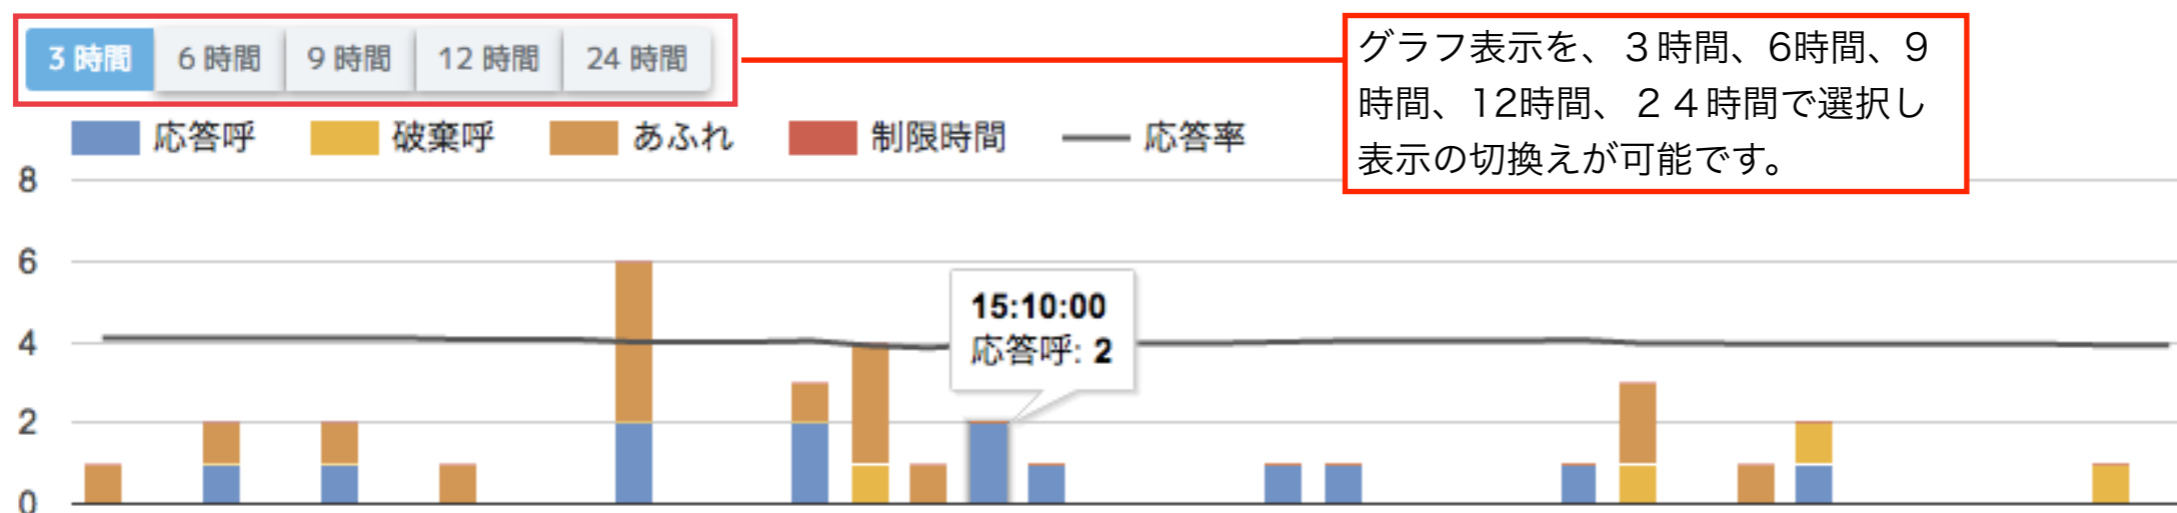 3 時間 6 時間 9 時間 12 時間 24 時間
グラフ表示を、３時間、6時間、9
時間、12時間、２４時間で選択し
表示の切換えが可能です。
応答呼 破棄呼 あふれ 制限時間 応答率
8
6
15:10:00
4
応答呼: 2
2
0